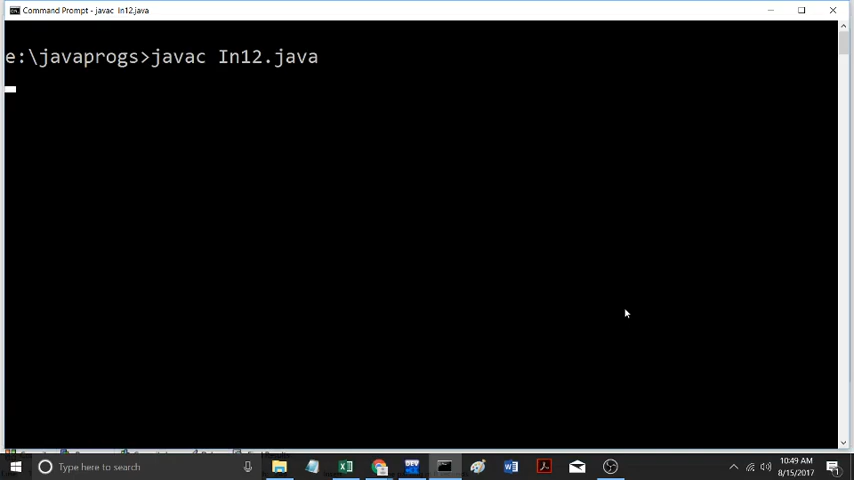 Command Prompt - javac In12.java
e:\javaprogs>javac In12.java
Type here to search
DEV
10:49 AM
8/15/2017